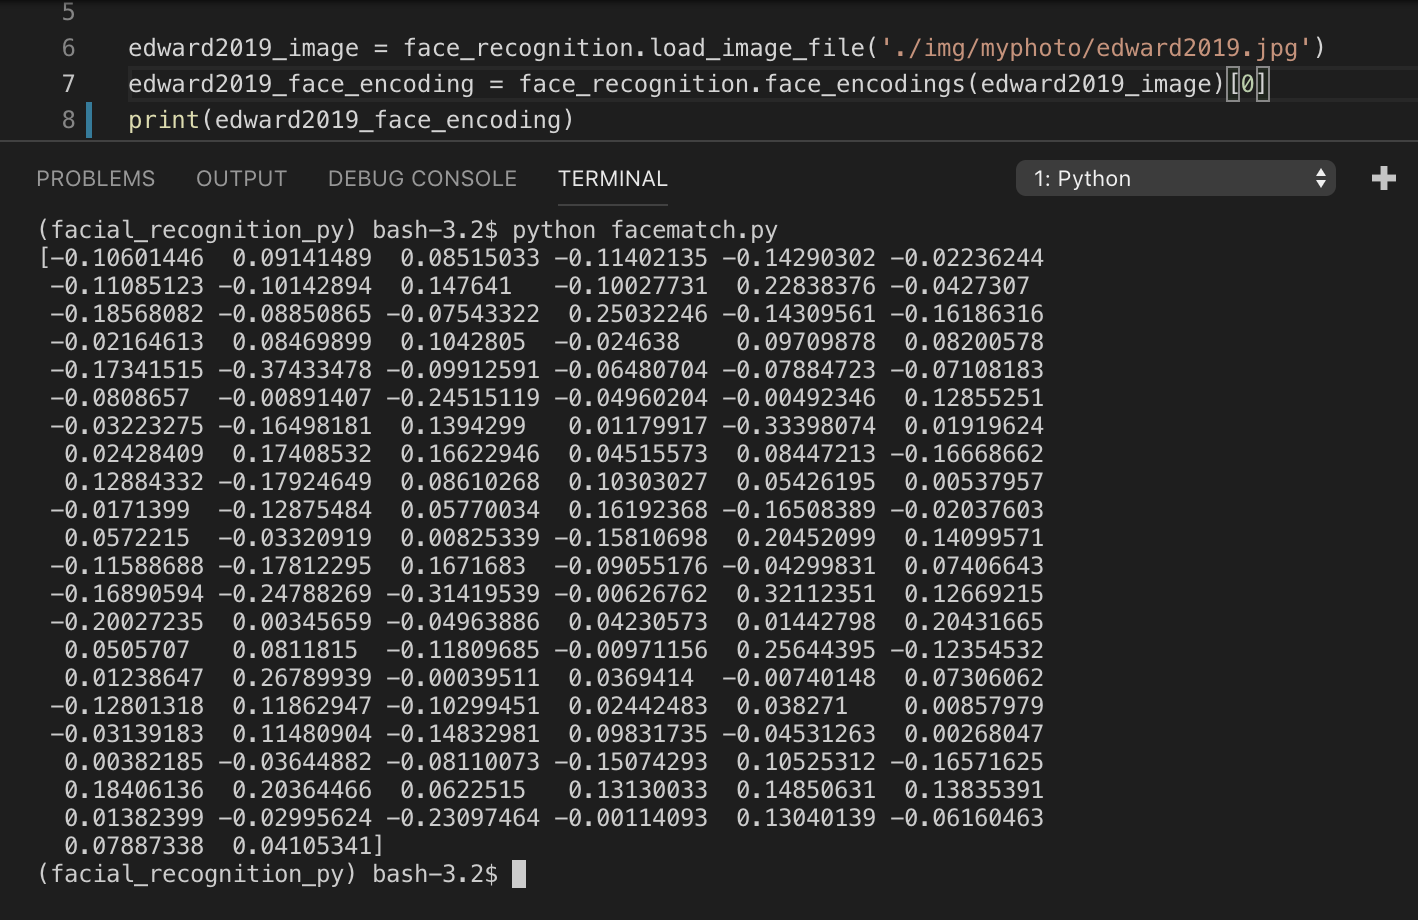 5
6 edward2019_image = face_recognition.load_image_file('./img/myphoto/edward2019.jpg')
7 edward2019_face_encoding = face_recognition.face_encodings(edward2019_image)[0]
8 print(edward2019_face_encoding)
PROBLEMS OUTPUT DEBUG CONSOLE TERMINAL 1: Python
(facial_recognition_py) bash-3.2$ python facematch.py
[-0.10601446 0.09141489 0.08515033 -0.11402135 -0.14290302 -0.02236244
-0.11085123 -0.10142894 0.147641 -0.10027731 0.22838376 -0.0427307
-0.18568082 -0.08850865 -0.07543322 0.25032246 -0.14309561 -0.16186316
-0.02164613 0.08469899 0.1042805 -0.024638 0.09709878 0.08200578
-0.17341515 -0.37433478 -0.09912591 -0.06480704 -0.07884723 -0.07108183
-0.0808657 -0.00891407 -0.24515119 -0.04960204 -0.00492346 0.12855251
-0.03223275 -0.16498181 0.1394299 0.01179917 -0.33398074 0.01919624
0.02428409 0.17408532 0.16622946 0.04515573 0.08447213 -0.16668662
0.12884332 -0.17924649 0.08610268 0.10303027 0.05426195 0.00537957
-0.0171399 -0.12875484 0.05770034 0.16192368 -0.16508389 -0.02037603
0.0572215 -0.03320919 0.00825339 -0.15810698 0.20452099 0.14099571
-0.11588688 -0.17812295 0.1671683 -0.09055176 -0.04299831 0.07406643
-0.16890594 -0.24788269 -0.31419539 -0.00626762 0.32112351 0.12669215
-0.20027235 0.00345659 -0.04963886 0.04230573 0.01442798 0.20431665
0.0505707 0.0811815 -0.11809685 -0.00971156 0.25644395 -0.12354532
0.01238647 0.26789939 -0.00039511 0.0369414 -0.00740148 0.07306062
-0.12801318 0.11862947 -0.10299451 0.02442483 0.038271 0.00857979
-0.03139183 0.11480904 -0.14832981 0.09831735 -0.04531263 0.00268047
0.00382185 -0.03644882 -0.08110073 -0.15074293 0.10525312 -0.16571625
0.18406136 0.20364466 0.0622515 0.13130033 0.14850631 0.13835391
0.01382399 -0.02995624 -0.23097464 -0.00114093 0.13040139 -0.06160463
0.07887338 0.04105341]
(facial_recognition_py) bash-3.2$